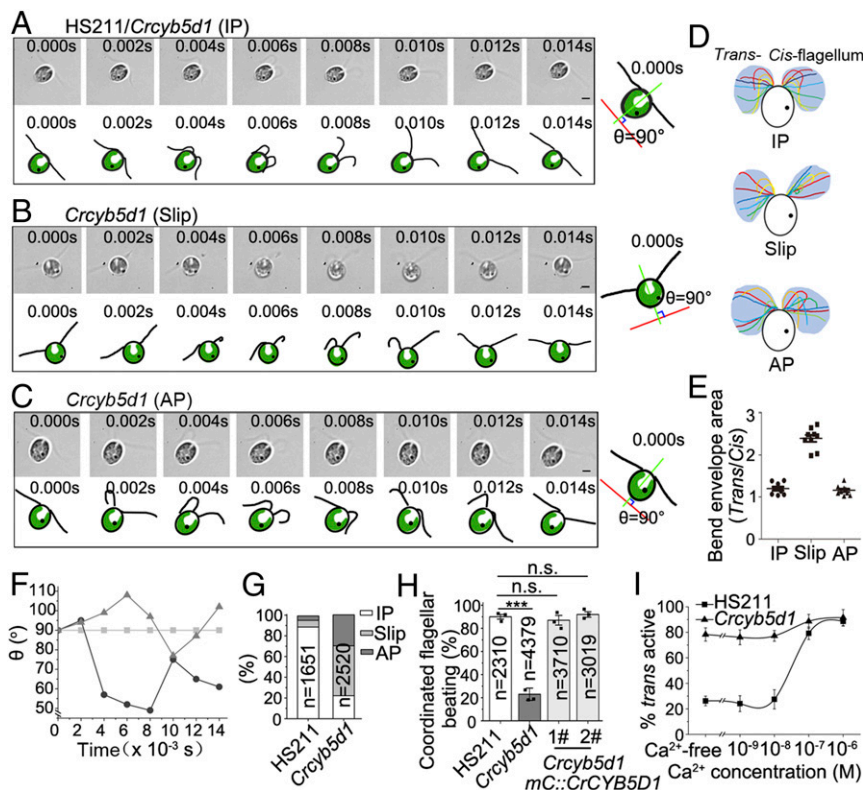 A
HS211/Crcyb5d1 (IP)
0.000s 0.002s 0.004s 0.006s 0.008s 0.010s 0.012s 0.014s
0.000s 0.002s 0.004s 0.006s 0.008s 0.010s 0.012s 0.014s
0.000s
θ=90°
B
Crcyb5d1 (Slip)
0.000s 0.002s 0.004s 0.006s 0.008s 0.010s 0.012s 0.014s
0.000s 0.002s 0.004s 0.006s 0.008s 0.010s 0.012s 0.014s
0.000s
θ=90°
C
Crcyb5d1 (AP)
0.000s 0.002s 0.004s 0.006s 0.008s 0.010s 0.012s 0.014s
0.000s 0.002s 0.004s 0.006s 0.008s 0.010s 0.012s 0.014s
0.000s
θ=90°
D
Trans- Cis-flagellum
IP
Slip
AP
E
Bend envelope area
(Trans/Cis)
3
2
1
IP Slip AP
F
θ (°)
110
100
90
80
70
60
50
0 2 4 6 8 10 12 14
Time (x 10-³ s)
G
(%)
100
80
60
40
20
0
n=1651
n=2520
HS211
Crcyb5d1
IP
Slip
AP
H
Coordinated flagellar
beating (%)
100
80
60
40
20
0
n.s.
n.s.
***
n=2310
n=4379
n=3710
n=3019
HS211
Crcyb5d1
1# 2#
Crcyb5d1
mC::CrCYB5D1
I
HS211
Crcyb5d1
% trans active
100
80
60
40
20
0
Ca²⁺-free 10⁻⁹ 10⁻⁸ 10⁻⁷ 10⁻⁶
Ca²⁺ concentration (M)